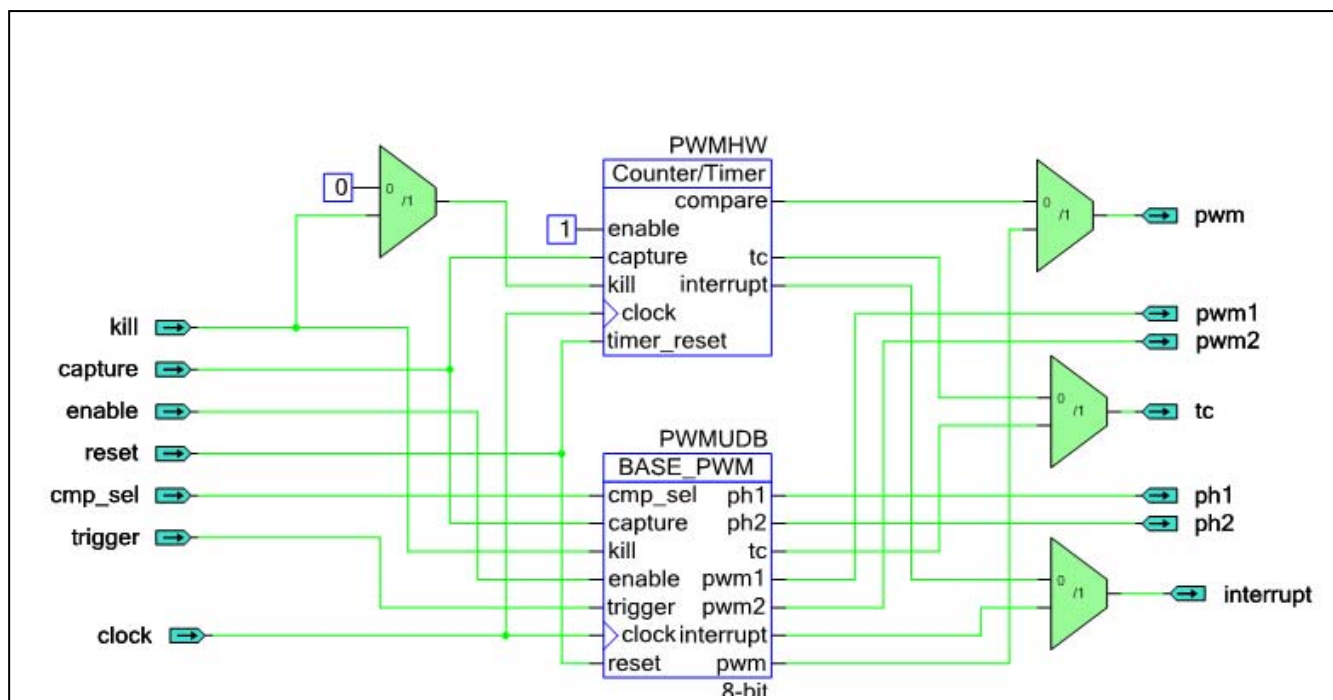 PWMHW
Counter/Timer
compare
enable
capture
tc
kill
interrupt
clock
timer_reset
0
0
/1
1
0
/1
pwm
pwm1
pwm2
0
/1
tc
kill
capture
enable
reset
cmp_sel
trigger
clock
PWMUDB
BASE_PWM
cmp_sel
ph1
capture
ph2
kill
tc
enable
pwm1
trigger
pwm2
clock
interrupt
reset
pwm
8-bit
ph1
ph2
0
/1
interrupt